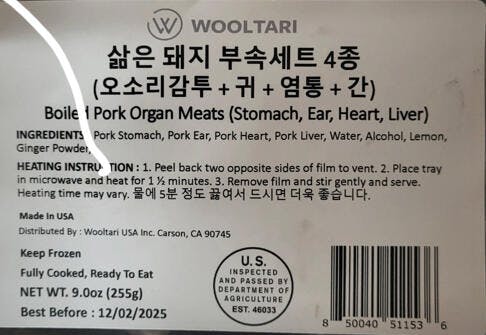 WOOLTARI
삶은 돼지 부속세트 4종
(오소리감투 + 귀 + 염통 + 간)
Boiled Pork Organ Meats (Stomach, Ear, Heart, Liver)
INGREDIENTS: Pork Stomach, Pork Ear, Pork Heart, Pork Liver, Water, Alcohol, Lemon,
Ginger Powder,
HEATING INSTRUCTION : 1. Peel back two opposite sides of film to vent. 2. Place tray
in microwave and heat for 1 ½ minutes. 3. Remove film and stir gently and serve.
Heating time may vary. 물에 5분 정도 끓여서 드시면 더욱 좋습니다.
Made In USA
Distributed By : Wooltari USA Inc. Carson, CA 90745
Keep Frozen
Fully Cooked, Ready To Eat
NET WT. 9.0oz (255g)
Best Before : 12/02/2025
U.S.
INSPECTED
AND PASSED BY
DEPARTMENT OF
AGRICULTURE
EST. 46033
8 50040 51153 6